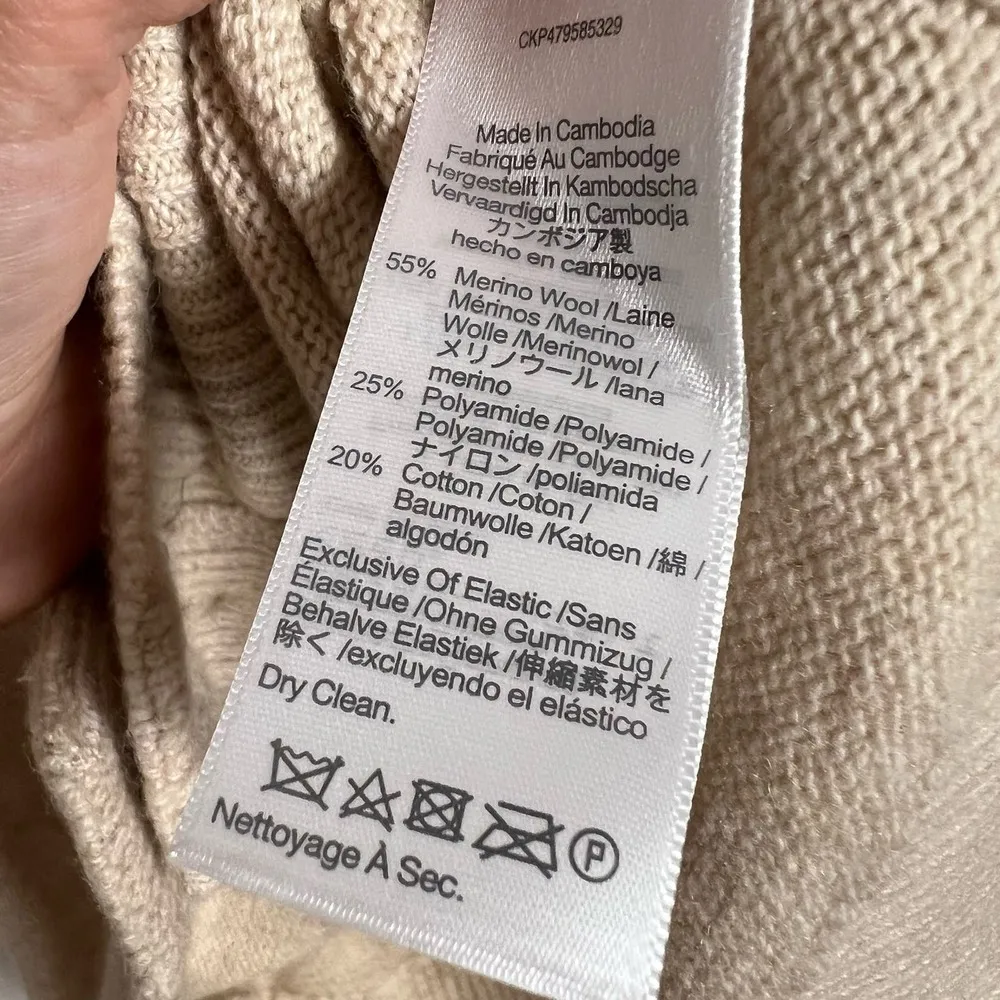 CKP479585329
Made In Cambodia
Fabriqué Au Cambodge
Hergestellt In Kambodscha
Vervaardigd In Cambodja
カンボジア製
hecho en camboya
55% Merino Wool /Laine
Mérinos /Merino
Wolle /Merinowol /
メリノウール /lana
merino
25% Polyamide /Polyamide /
Polyamide /Polyamide /
ナイロン /poliamida
20% Cotton /Coton /
Baumwolle /Katoen /綿 /
algodón
Exclusive Of Elastic /Sans
Élastique /Ohne Gummizug /
Behalve Elastiek /伸縮素材を
除く /excluyendo el elástico
Dry Clean.
P
Nettoyage À Sec.